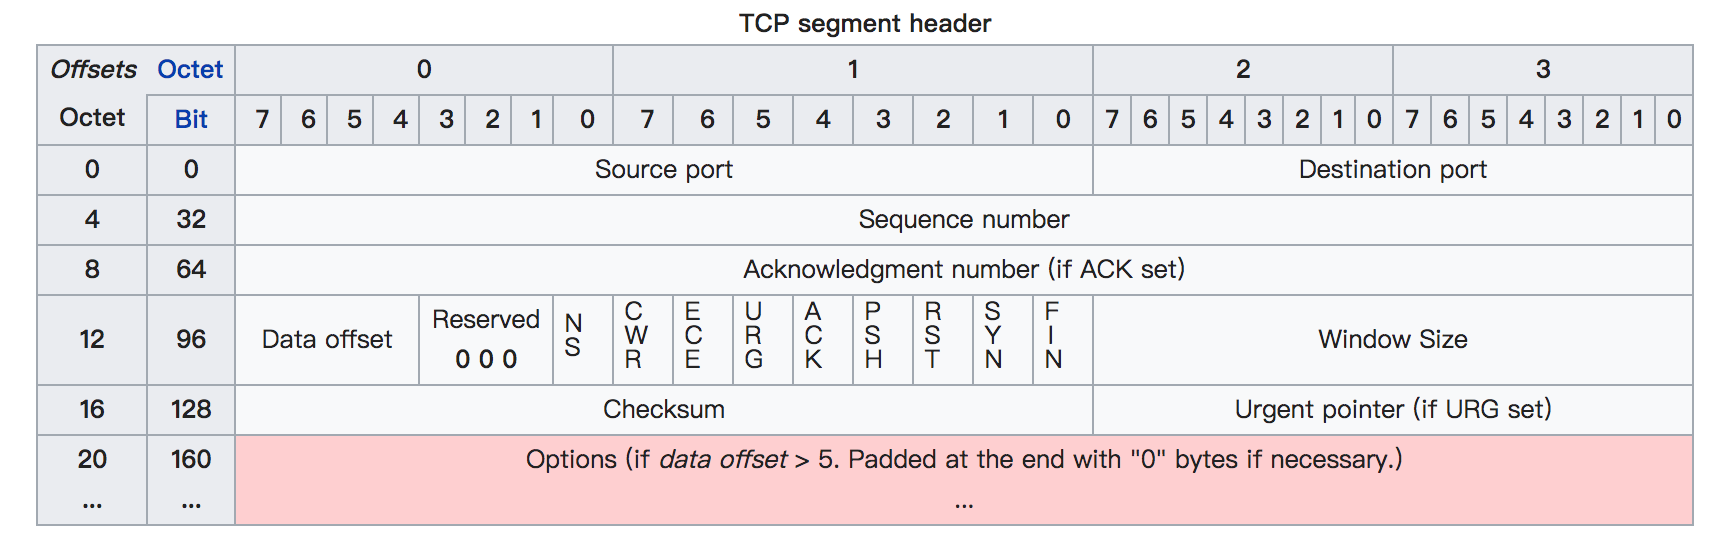 TCP segment header
Offsets Octet 0 1 2 3
Octet Bit 7 6 5 4 3 2 1 0 7 6 5 4 3 2 1 0 7 6 5 4 3 2 1 0 7 6 5 4 3 2 1 0
0 0 Source port Destination port
4 32 Sequence number
8 64 Acknowledgment number (if ACK set)
12 96 Data offset Reserved 0 0 0 NS CWR ECE URG ACK PSH RST SYN FIN Window Size
16 128 Checksum Urgent pointer (if URG set)
20 160 Options (if data offset > 5. Padded at the end with "0" bytes if necessary.)
... ... ...